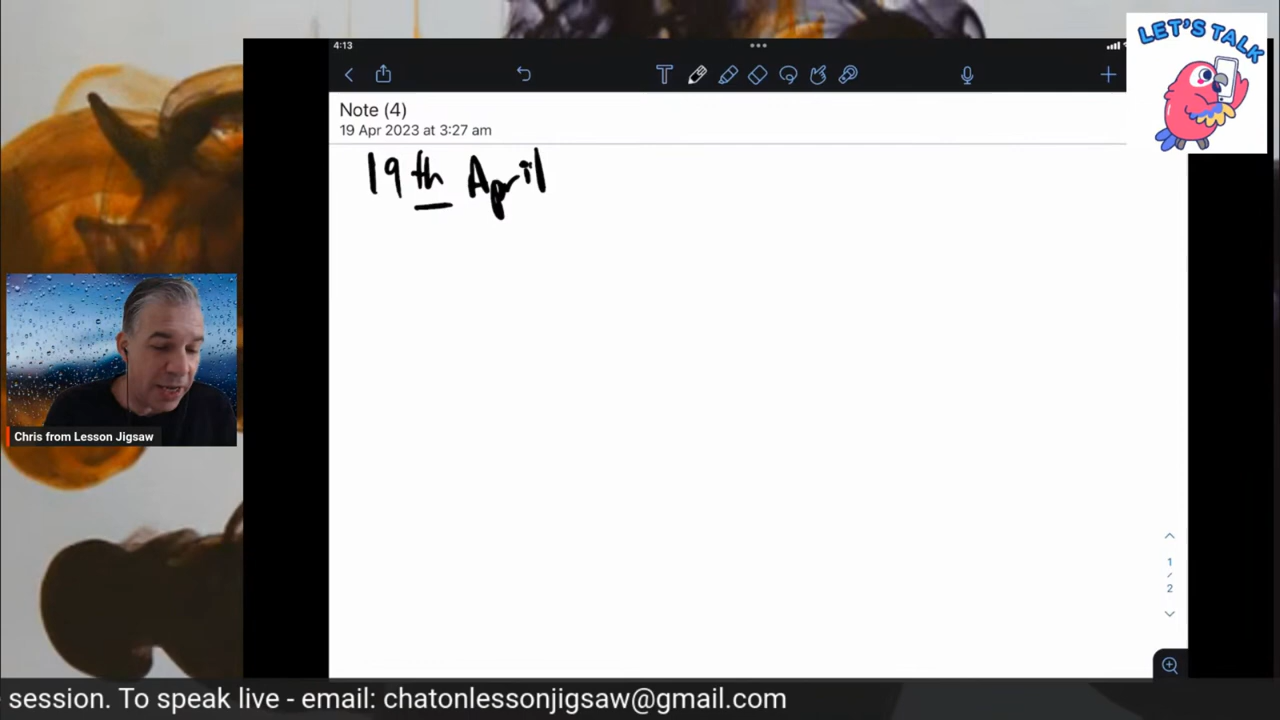 4:13
LET'S TALK
Note (4)
19 Apr 2023 at 3:27 am
19th April
Chris from Lesson Jigsaw
1
/
2
session. To speak live - email: chatonlessonjigsaw@gmail.com